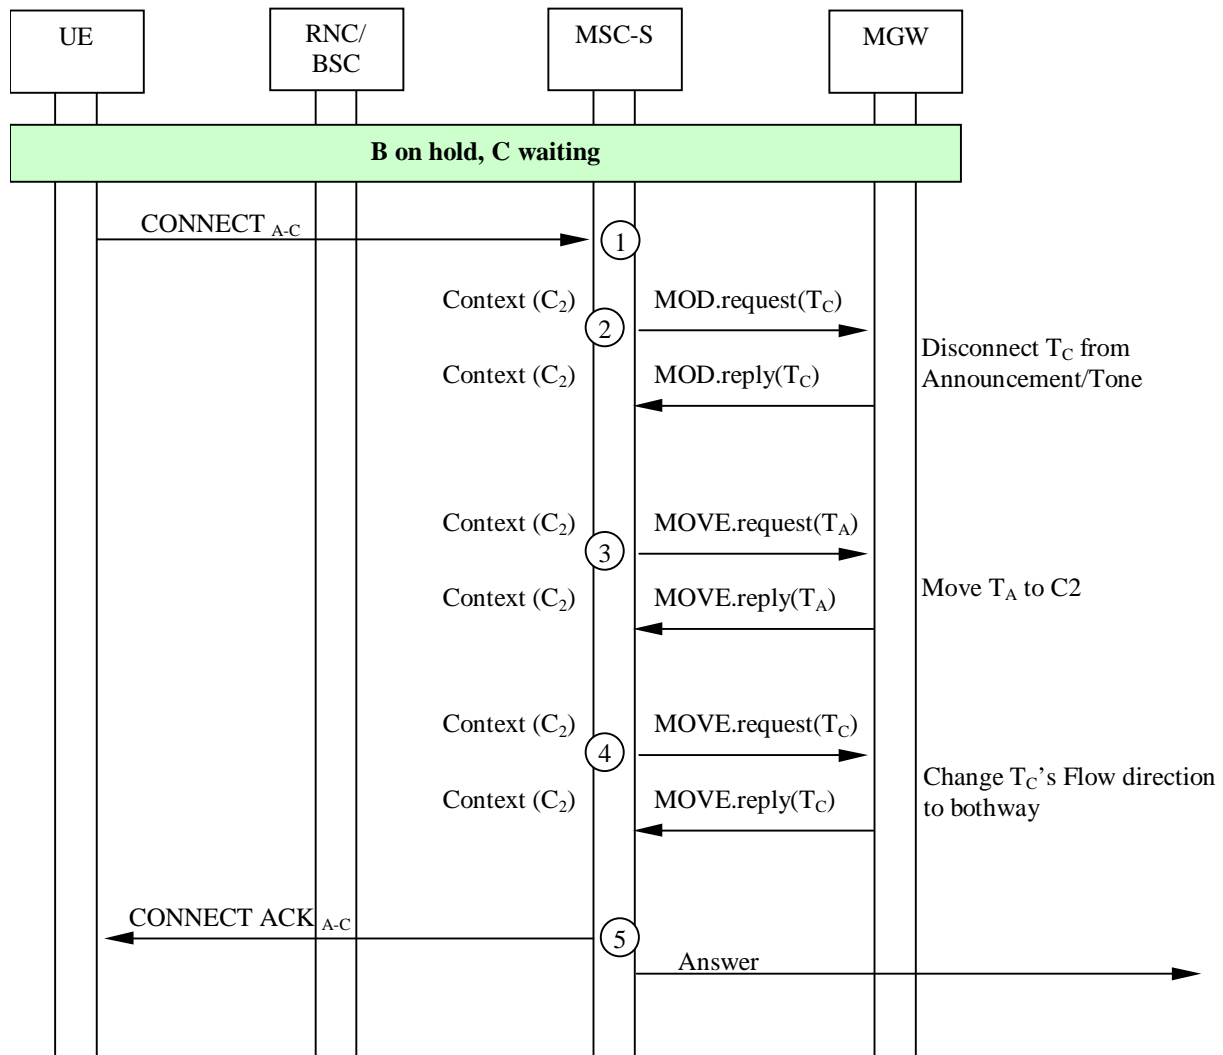 UE
RNC/
BSC
MSC-S
MGW
B on hold, C waiting
CONNECT A-C
1
Context (C2)
MOD.request(TC)
2
Disconnect TC from
Announcement/Tone
Context (C2)
MOD.reply(TC)
Context (C2)
MOVE.request(TA)
3
Move TA to C2
Context (C2)
MOVE.reply(TA)
Context (C2)
MOVE.request(TC)
4
Change TC's Flow direction
to bothway
Context (C2)
MOVE.reply(TC)
CONNECT ACK A-C
5
Answer